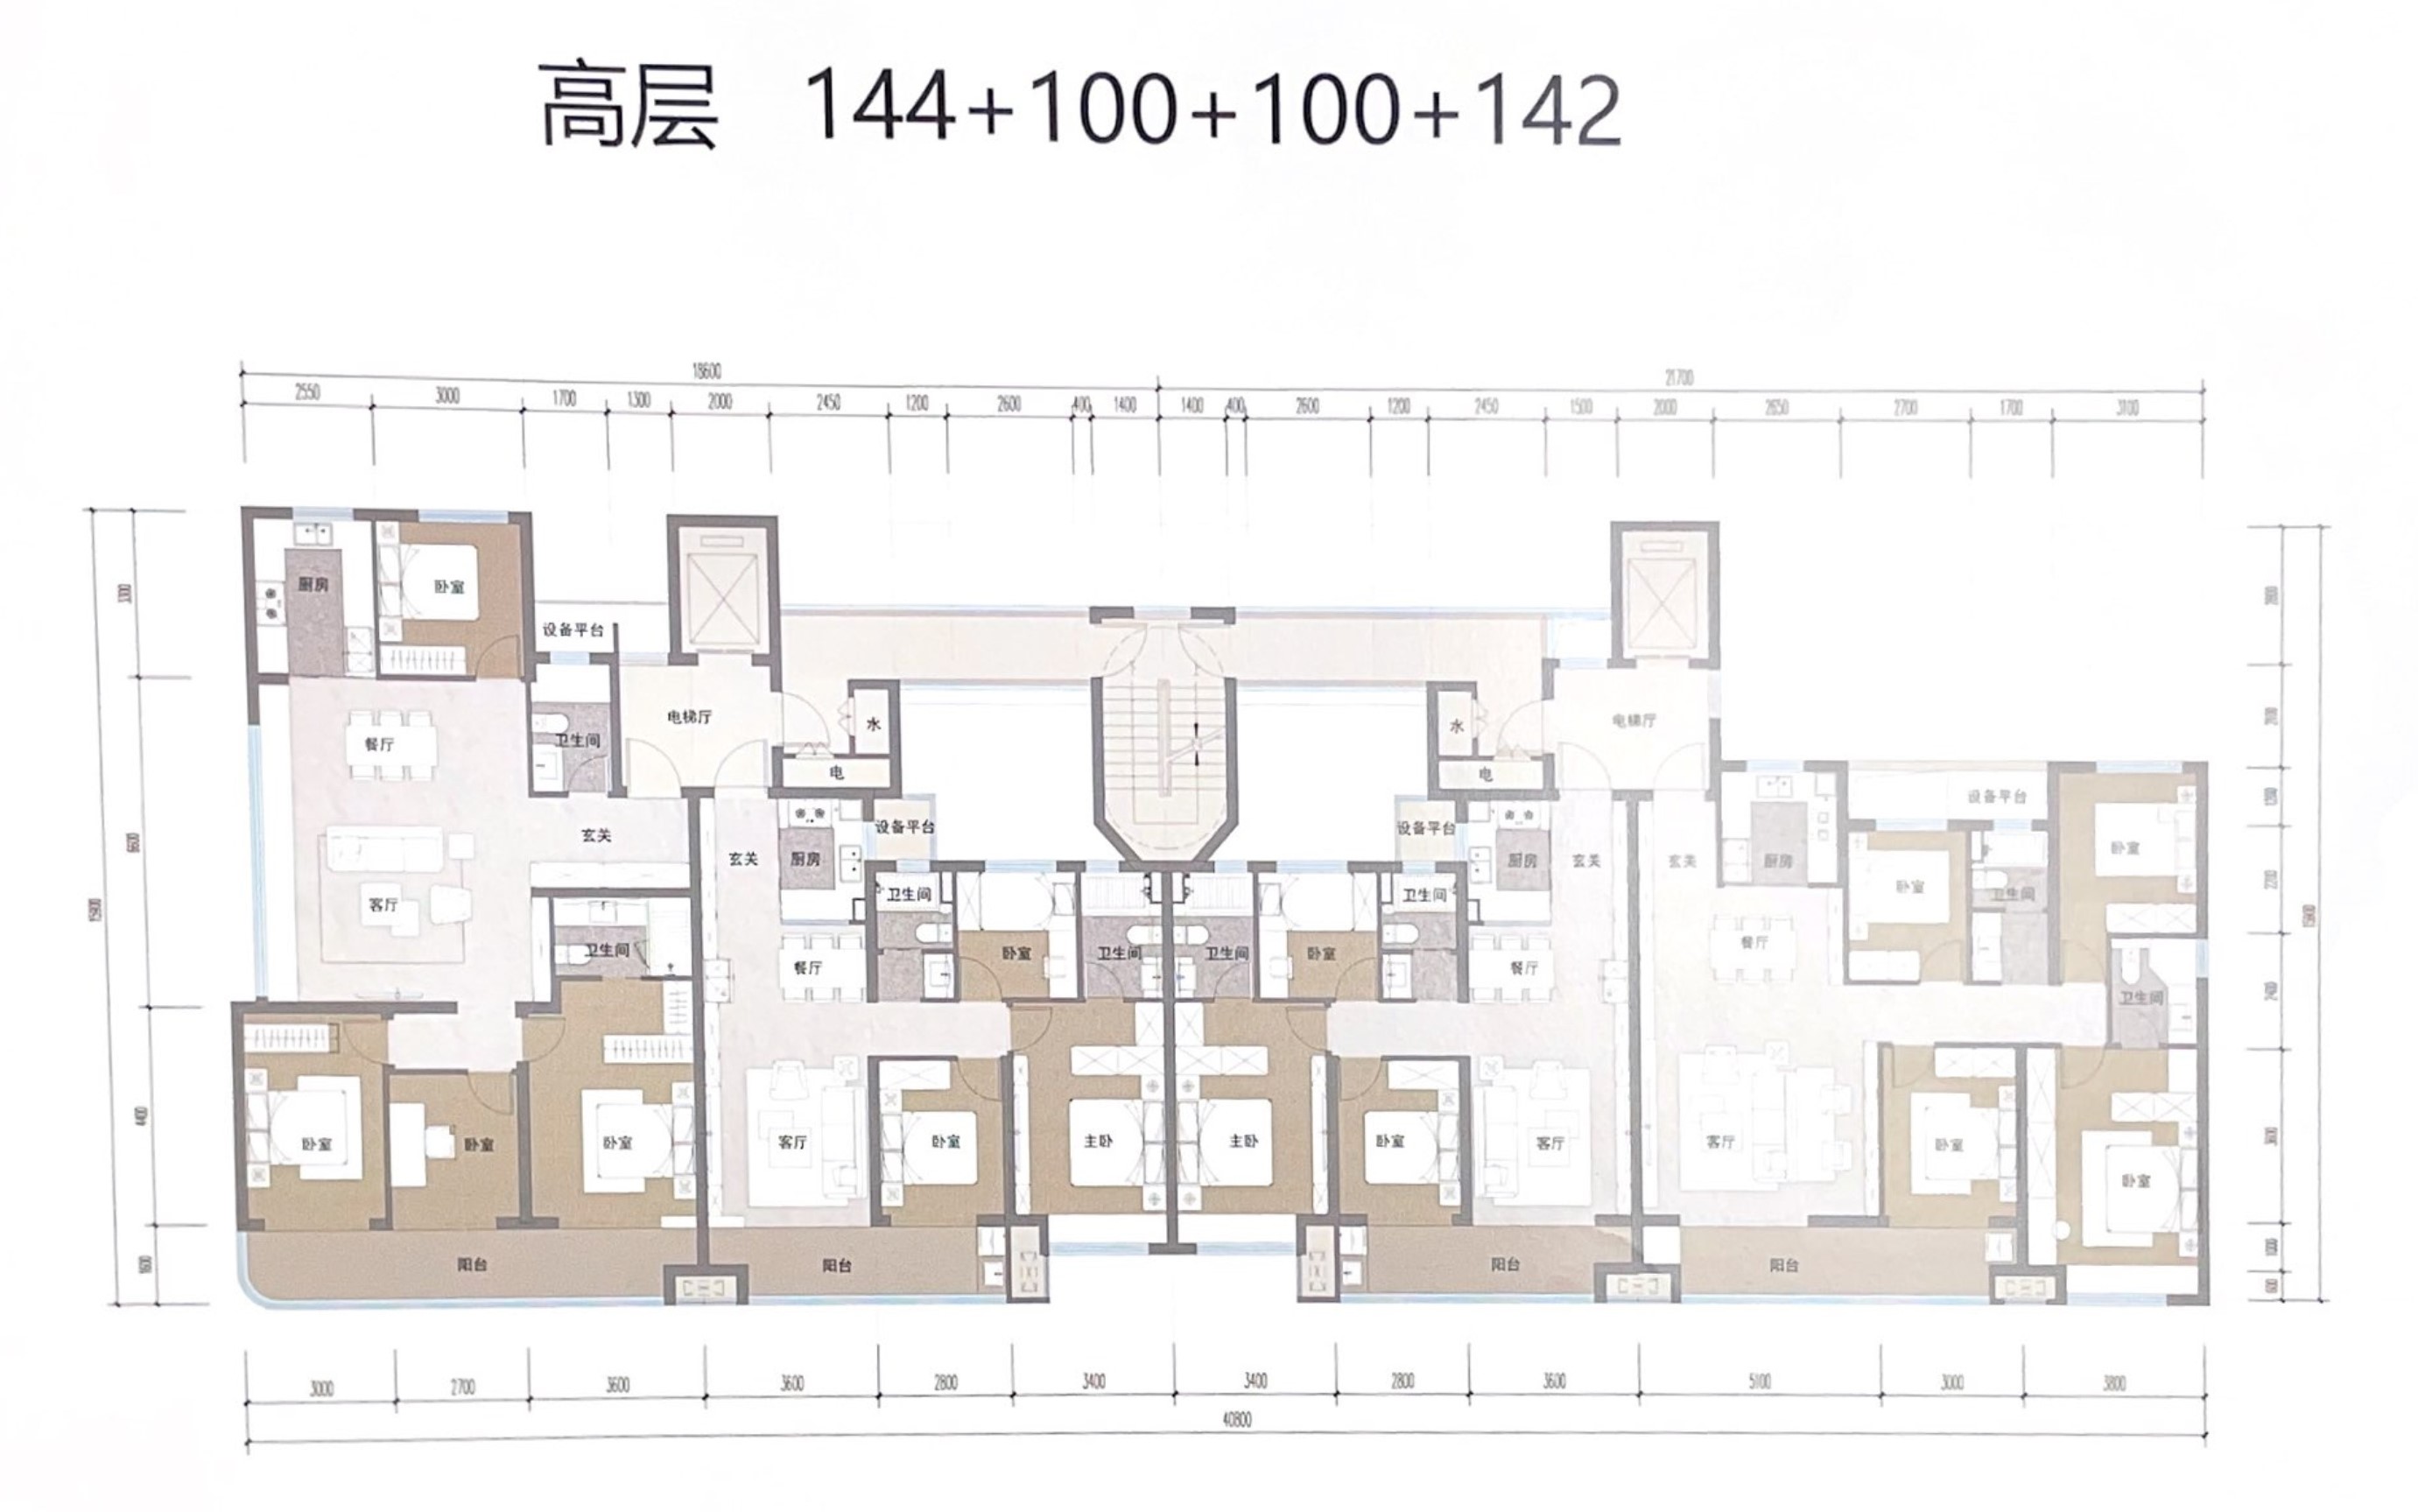 高层 144+100+100+142
18600 21700
2550 3000 1700 1300 2000 2450 1200 2600 400 1400 1400 400 2600 1200 2450 1500 2000 2650 2700 1700 3100
厨房 卧室
设备平台
电梯厅 水 水 电梯厅
餐厅 卫生间
电 电
设备平台
玄关 设备平台 设备平台
玄关 厨房 厨房 玄关 玄关 厨房 卧室
客厅 卫生间 卫生间 卧室 卫生间
卫生间 餐厅 卧室 卫生间 卫生间 卧室 餐厅 餐厅
卫生间
卧室 卧室 卧室 客厅 卧室 主卧 主卧 卧室 客厅 客厅 卧室
卧室
阳台 阳台 阳台 阳台
3300
6600
4400
1600
2400
3000 2700 3600 3600 2800 3400 3400 2800 3600 5100 3000 3800
40800